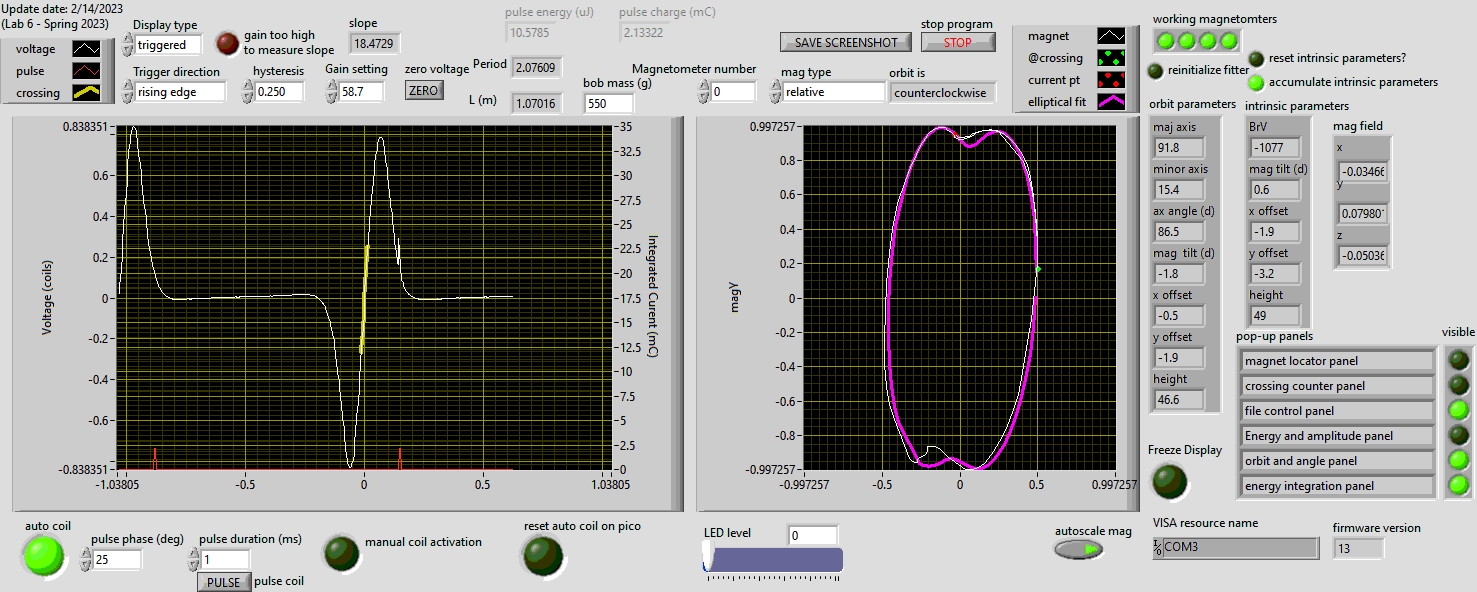 Update date: 2/14/2023
(Lab 6 - Spring 2023)
voltage
pulse
crossing
Display type
triggered
gain too high
to measure slope
slope
18.4729
pulse energy (uJ)
10.5785
pulse charge (mC)
2.13322
Trigger direction
rising edge
hysteresis
0.250
Gain setting
58.7
zero voltage
ZERO
Period
2.07609
L (m)
1.07016
bob mass (g)
550
SAVE SCREENSHOT
stop program
STOP
Magnetometer number
0
mag type
relative
orbit is
counterclockwise
magnet
@crossing
current pt
elliptical fit
working magnetomters
reinitialize fitter
reset intrinsic parameters?
accumulate intrinsic parameters
orbit parameters
maj axis
91.8
minor axis
15.4
ax angle (d)
86.5
mag tilt (d)
-1.8
x offset
-0.5
y offset
-1.9
height
46.6
intrinsic parameters
BrV
-1077
mag tilt (d)
0.6
x offset
-1.9
y offset
-3.2
height
49
mag field
x
-0.03466
y
0.07980
z
-0.05036
Voltage (coils)
0.838351
0.6
0.4
0.2
0
-0.2
-0.4
-0.6
-0.838351
-1.03805
-0.5
0
0.5
1.03805
35
32.5
30
27.5
25
22.5
20
17.5
15
12.5
10
7.5
5
2.5
0
Integrated Curent (mC)
magY
0.997257
0.8
0.6
0.4
0.2
0
-0.2
-0.4
-0.6
-0.8
-0.997257
-0.997257
-0.5
0
0.5
0.997257
pop-up panels
visible
magnet locator panel
crossing counter panel
file control panel
Energy and amplitude panel
orbit and angle panel
energy integration panel
Freeze Display
auto coil
pulse phase (deg)
25
pulse duration (ms)
1
PULSE
pulse coil
manual coil activation
reset auto coil on pico
LED level
0
autoscale mag
VISA resource name
COM3
firmware version
13